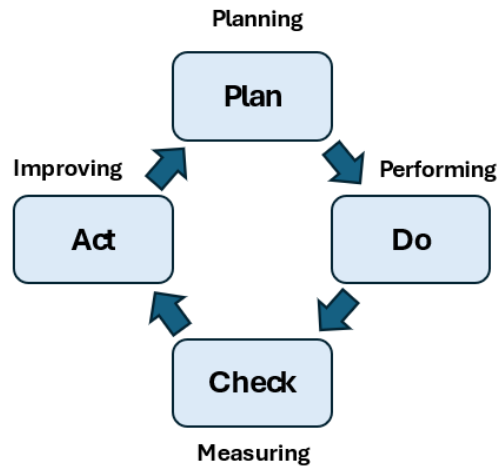 Planning
Plan
Improving
Performing
Act
Do
Check
Measuring